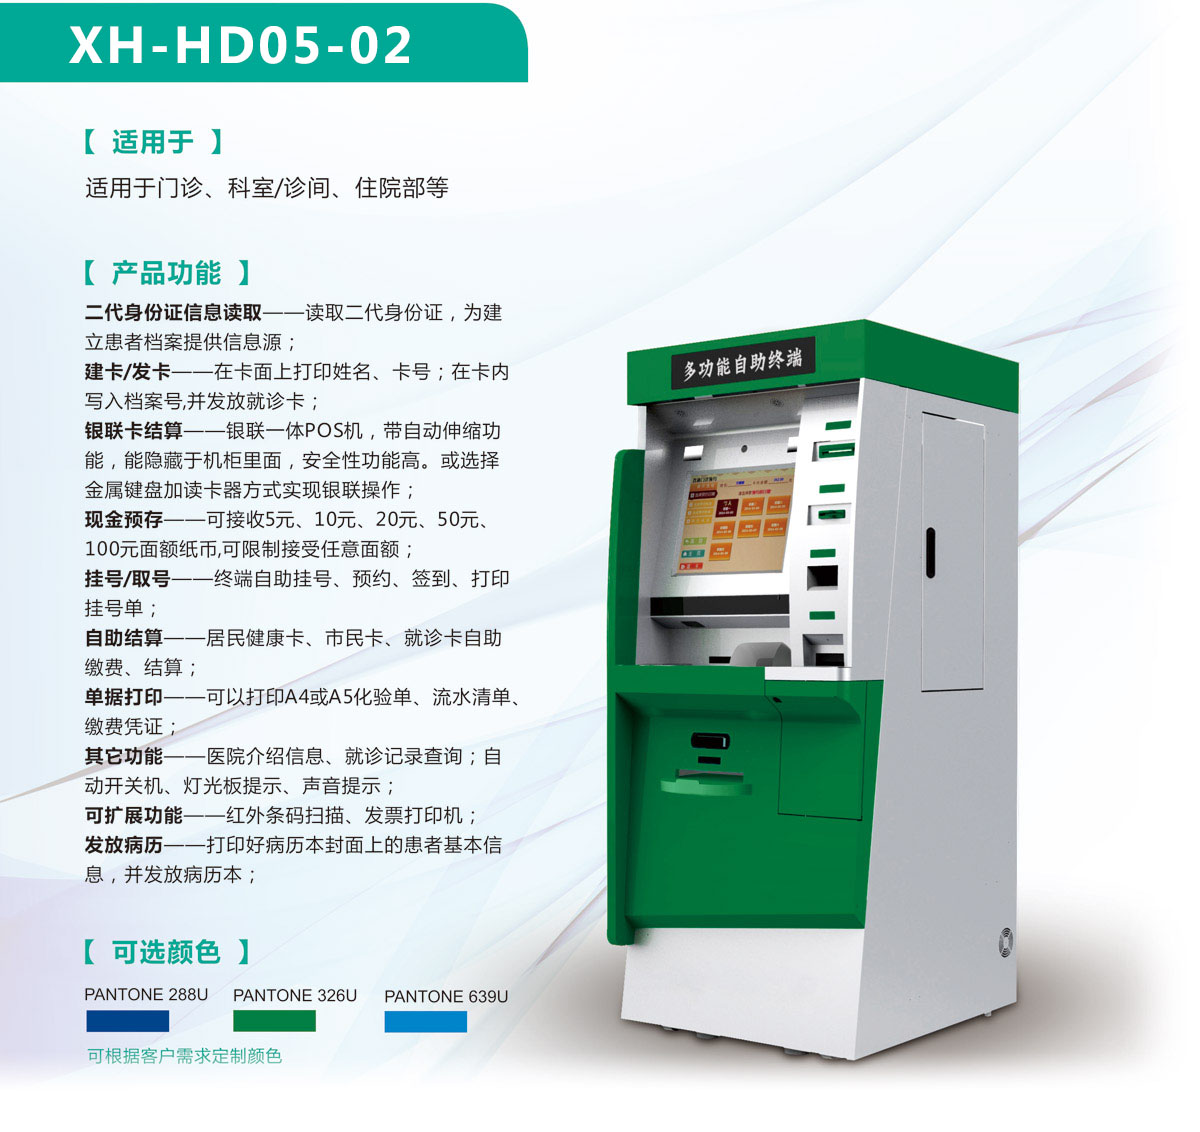 XH-HD05-02
【 适用于 】
适用于门诊、科室/诊间、住院部等
【 产品功能 】
二代身份证信息读取——读取二代身份证，为建
立患者档案提供信息源；
建卡/发卡——在卡面上打印姓名、卡号；在卡内
写入档案号,并发放就诊卡；
银联卡结算——银联一体POS机，带自动伸缩功
能，能隐藏于机柜里面，安全性功能高。或选择
金属键盘加读卡器方式实现银联操作；
现金预存——可接收5元、10元、20元、50元、
100元面额纸币,可限制接受任意面额；
挂号/取号——终端自助挂号、预约、签到、打印
挂号单；
自助结算——居民健康卡、市民卡、就诊卡自助
缴费、结算；
单据打印——可以打印A4或A5化验单、流水清单、
缴费凭证；
其它功能——医院介绍信息、就诊记录查询；自
动开关机、灯光板提示、声音提示；
可扩展功能——红外条码扫描、发票打印机；
发放病历——打印好病历本封面上的患者基本信
息，并发放病历本；
多功能自助终端
【 可选颜色 】
PANTONE 288U PANTONE 326U PANTONE 639U
可根据客户需求定制颜色